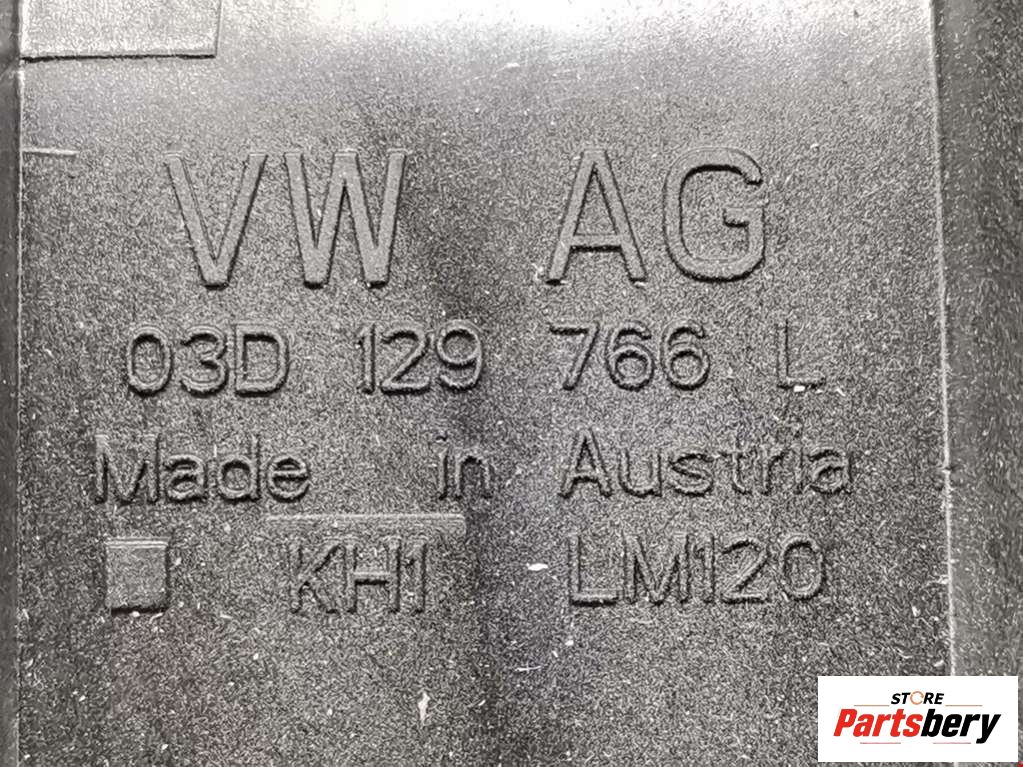 VW AG
03D 129 766 L
Made in Austria
KH1 LM120
STORE
Partsbery